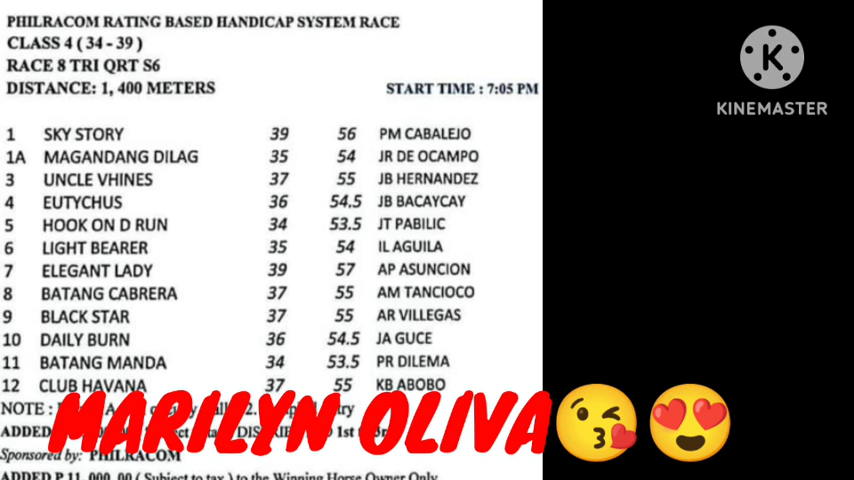 PHILRACOM RATING BASED HANDICAP SYSTEM RACE
CLASS 4 ( 34 - 39 )
RACE 8 TRI QRT S6
DISTANCE: 1, 400 METERS START TIME : 7:05 PM
1 SKY STORY 39 56 PM CABALEJO
1A MAGANDANG DILAG 35 54 JR DE OCAMPO
3 UNCLE VHINES 37 55 JB HERNANDEZ
4 EUTYCHUS 36 54.5 JB BACAYCAY
5 HOOK ON D RUN 34 53.5 JT PABILIC
6 LIGHT BEARER 35 54 IL AGUILA
7 ELEGANT LADY 39 57 AP ASUNCION
8 BATANG CABRERA 37 55 AM TANCIOCO
9 BLACK STAR 37 55 AR VILLEGAS
10 DAILY BURN 36 54.5 JA GUCE
11 BATANG MANDA 34 53.5 PR DILEMA
12 CLUB HAVANA 37 55 KB ABOBO
NOTE :
ADDED
Sponsored by: PHILRACOM
ADDED P 11, 000. 00 ( Subject to tax ) to the Winning Horse Owner Only
MARILYN OLIVA
KINEMASTER